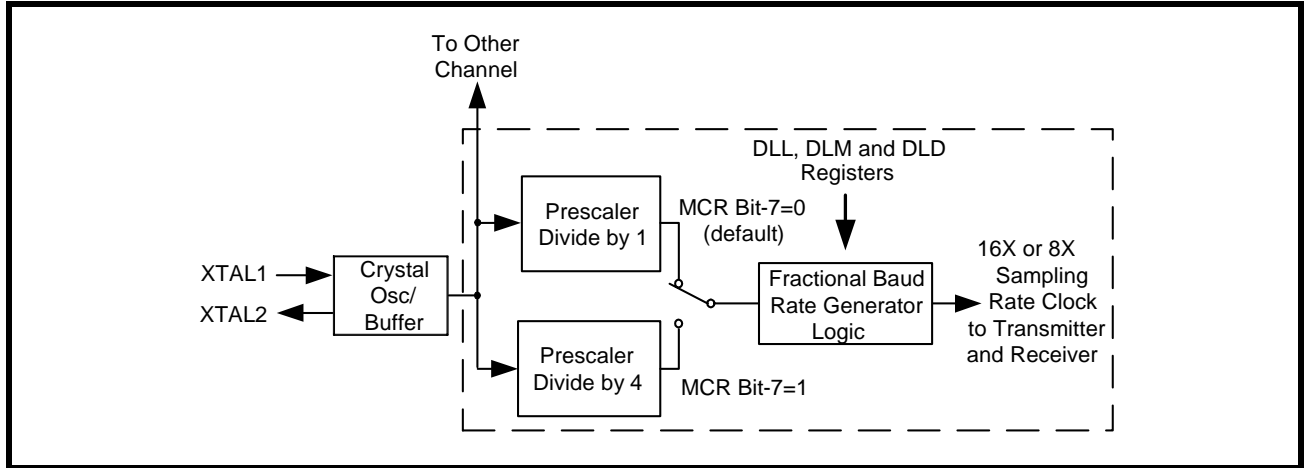 To Other
Channel
DLL, DLM and DLD
Registers
Prescaler
Divide by 1
MCR Bit-7=0
(default)
XTAL1
XTAL2
Crystal
Osc/
Buffer
Fractional Baud
Rate Generator
Logic
16X or 8X
Sampling
Rate Clock
to Transmitter
and Receiver
Prescaler
Divide by 4
MCR Bit-7=1